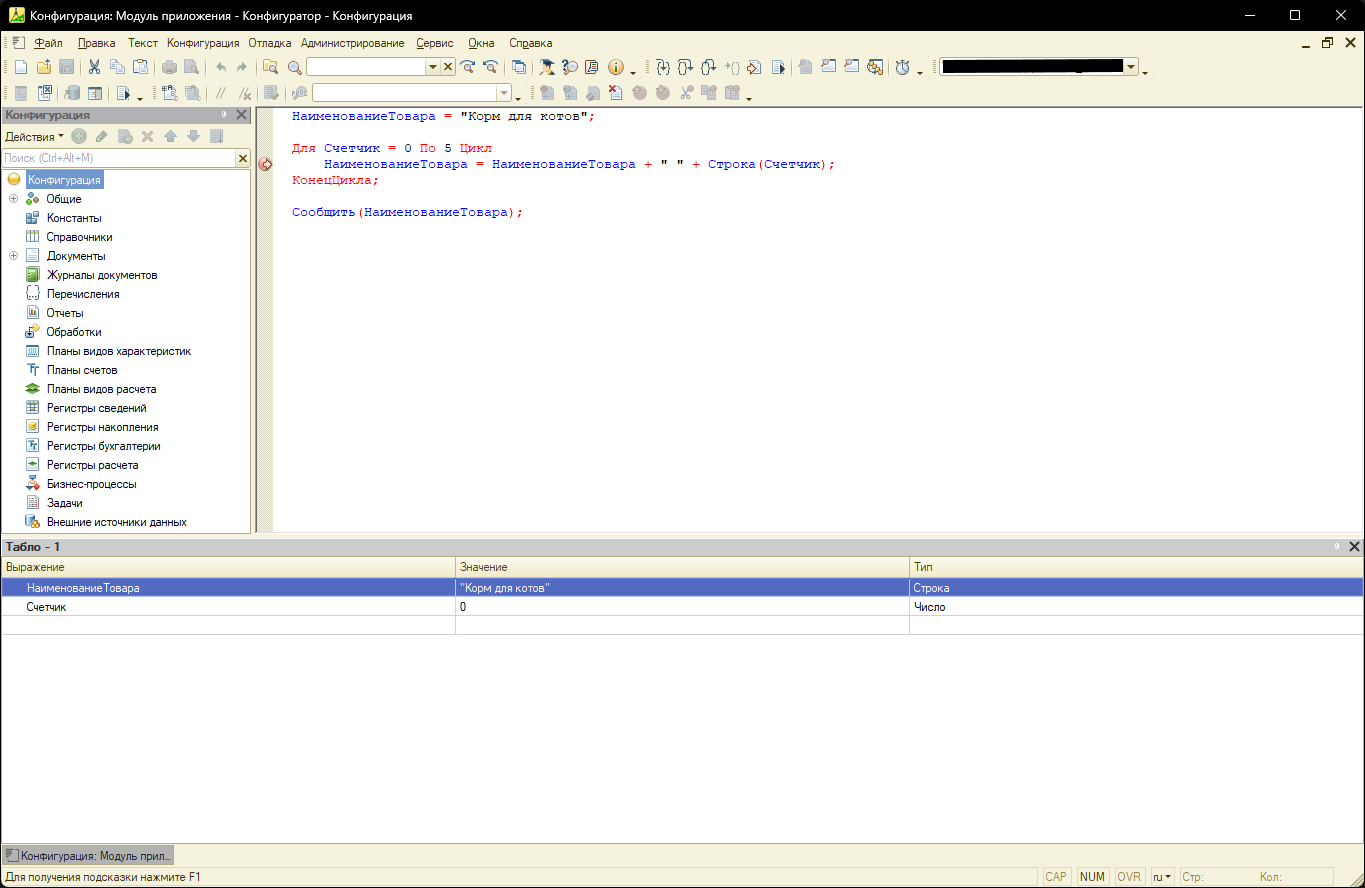 Конфигурация: Модуль приложения - Конфигуратор - Конфигурация
Файл Правка Текст Конфигурация Отладка Администрирование Сервис Окна Справка
Конфигурация
Действия
Поиск (Ctrl+Alt+M)
Конфигурация
Общие
Константы
Справочники
Документы
Журналы документов
Перечисления
Отчеты
Обработки
Планы видов характеристик
Планы счетов
Планы видов расчета
Регистры сведений
Регистры накопления
Регистры бухгалтерии
Регистры расчета
Бизнес-процессы
Задачи
Внешние источники данных
НаименованиеТовара = "Корм для котов";
Для Счетчик = 0 По 5 Цикл
НаименованиеТовара = НаименованиеТовара + " " + Строка(Счетчик);
КонецЦикла;
Сообщить(НаименованиеТовара);
Табло - 1
Выражение Значение Тип
НаименованиеТовара "Корм для котов" Строка
Счетчик 0 Число
Конфигурация: Модуль прил...
Для получения подсказки нажмите F1 CAP NUM OVR ru Стр: Кол: